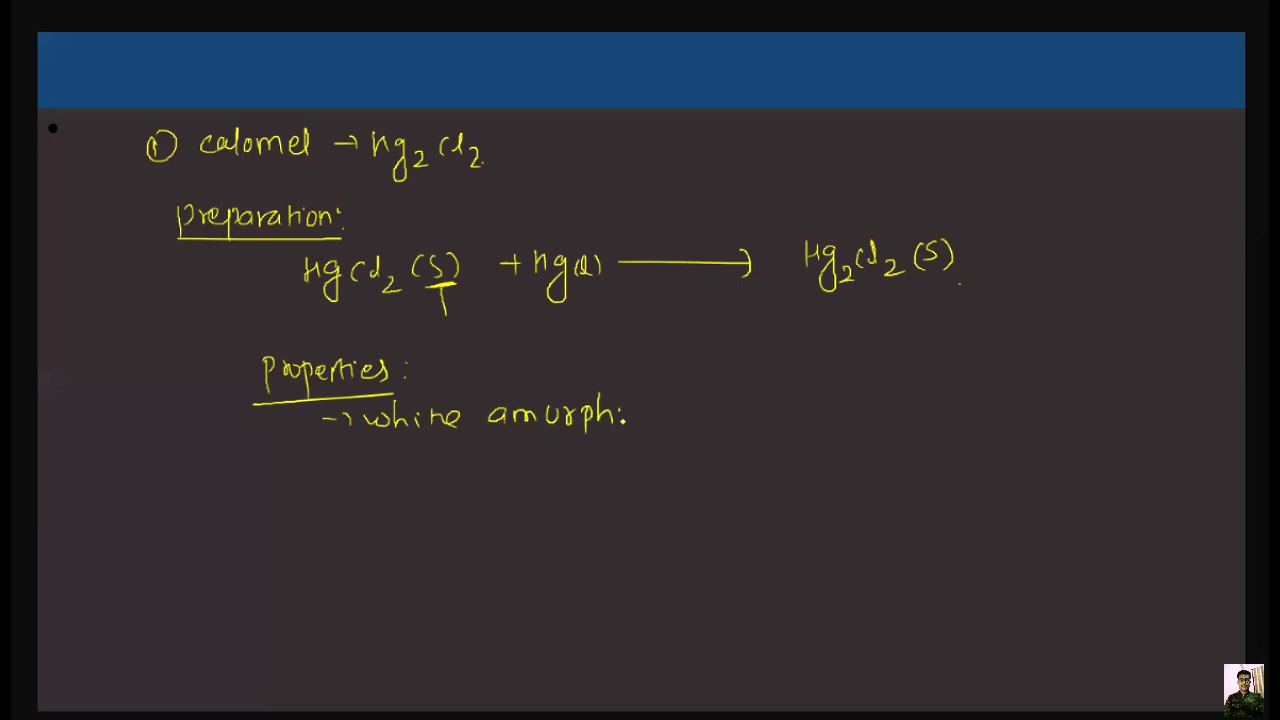 ① calomel → Hg2Cl2.
Preparation:
HgCl2(s) + Hg(l) → Hg2Cl2(s)
Properties:
→ white amorph: